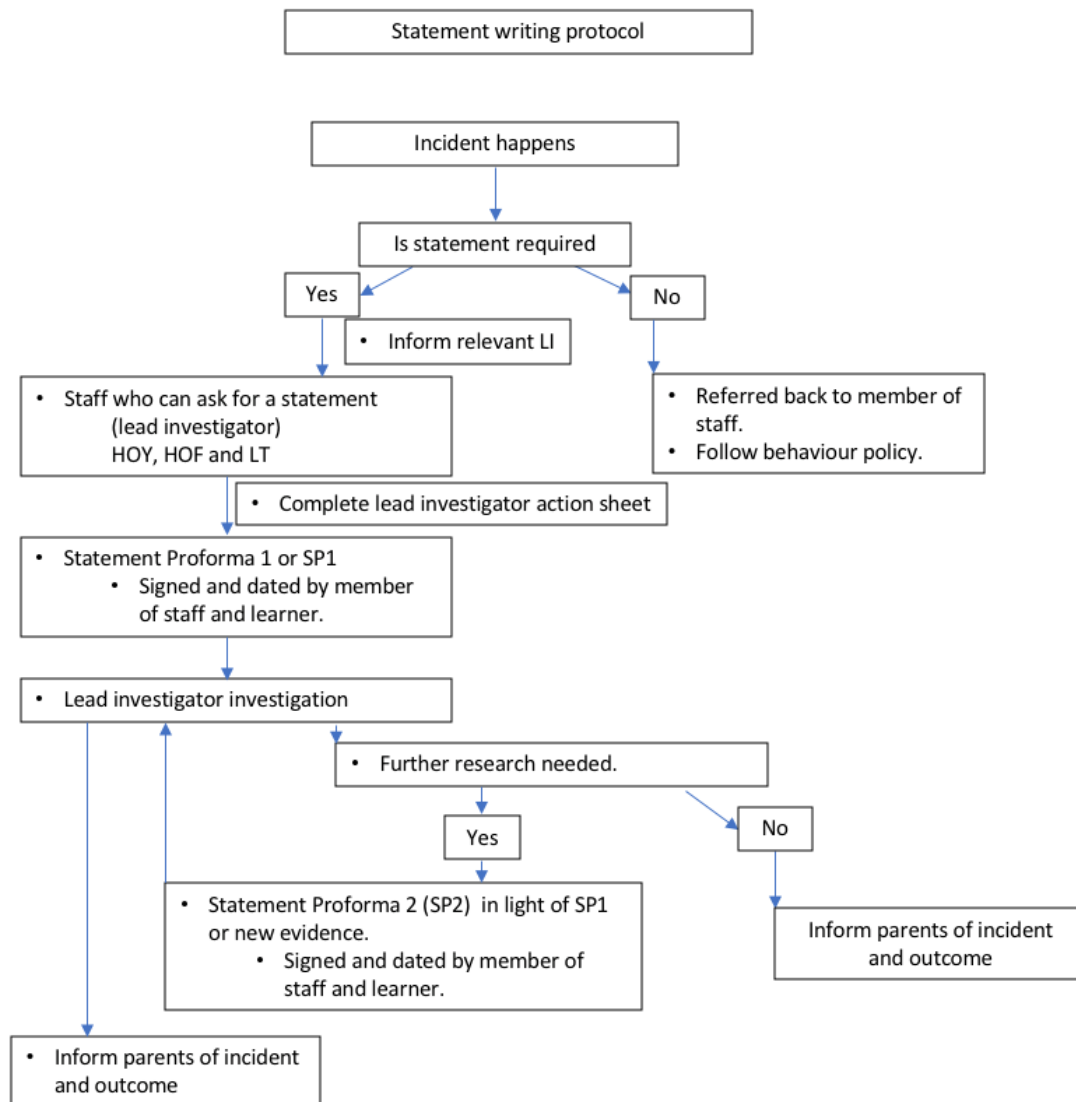 Statement writing protocol
Incident happens
Is statement required
Yes
No
• Inform relevant LI
• Staff who can ask for a statement
(lead investigator)
HOY, HOF and LT
• Referred back to member of
staff.
• Follow behaviour policy.
• Complete lead investigator action sheet
• Statement Proforma 1 or SP1
• Signed and dated by member
of staff and learner.
• Lead investigator investigation
• Further research needed.
Yes
No
• Statement Proforma 2 (SP2) in light of SP1
or new evidence.
• Signed and dated by member of
staff and learner.
Inform parents of incident
and outcome
• Inform parents of incident
and outcome